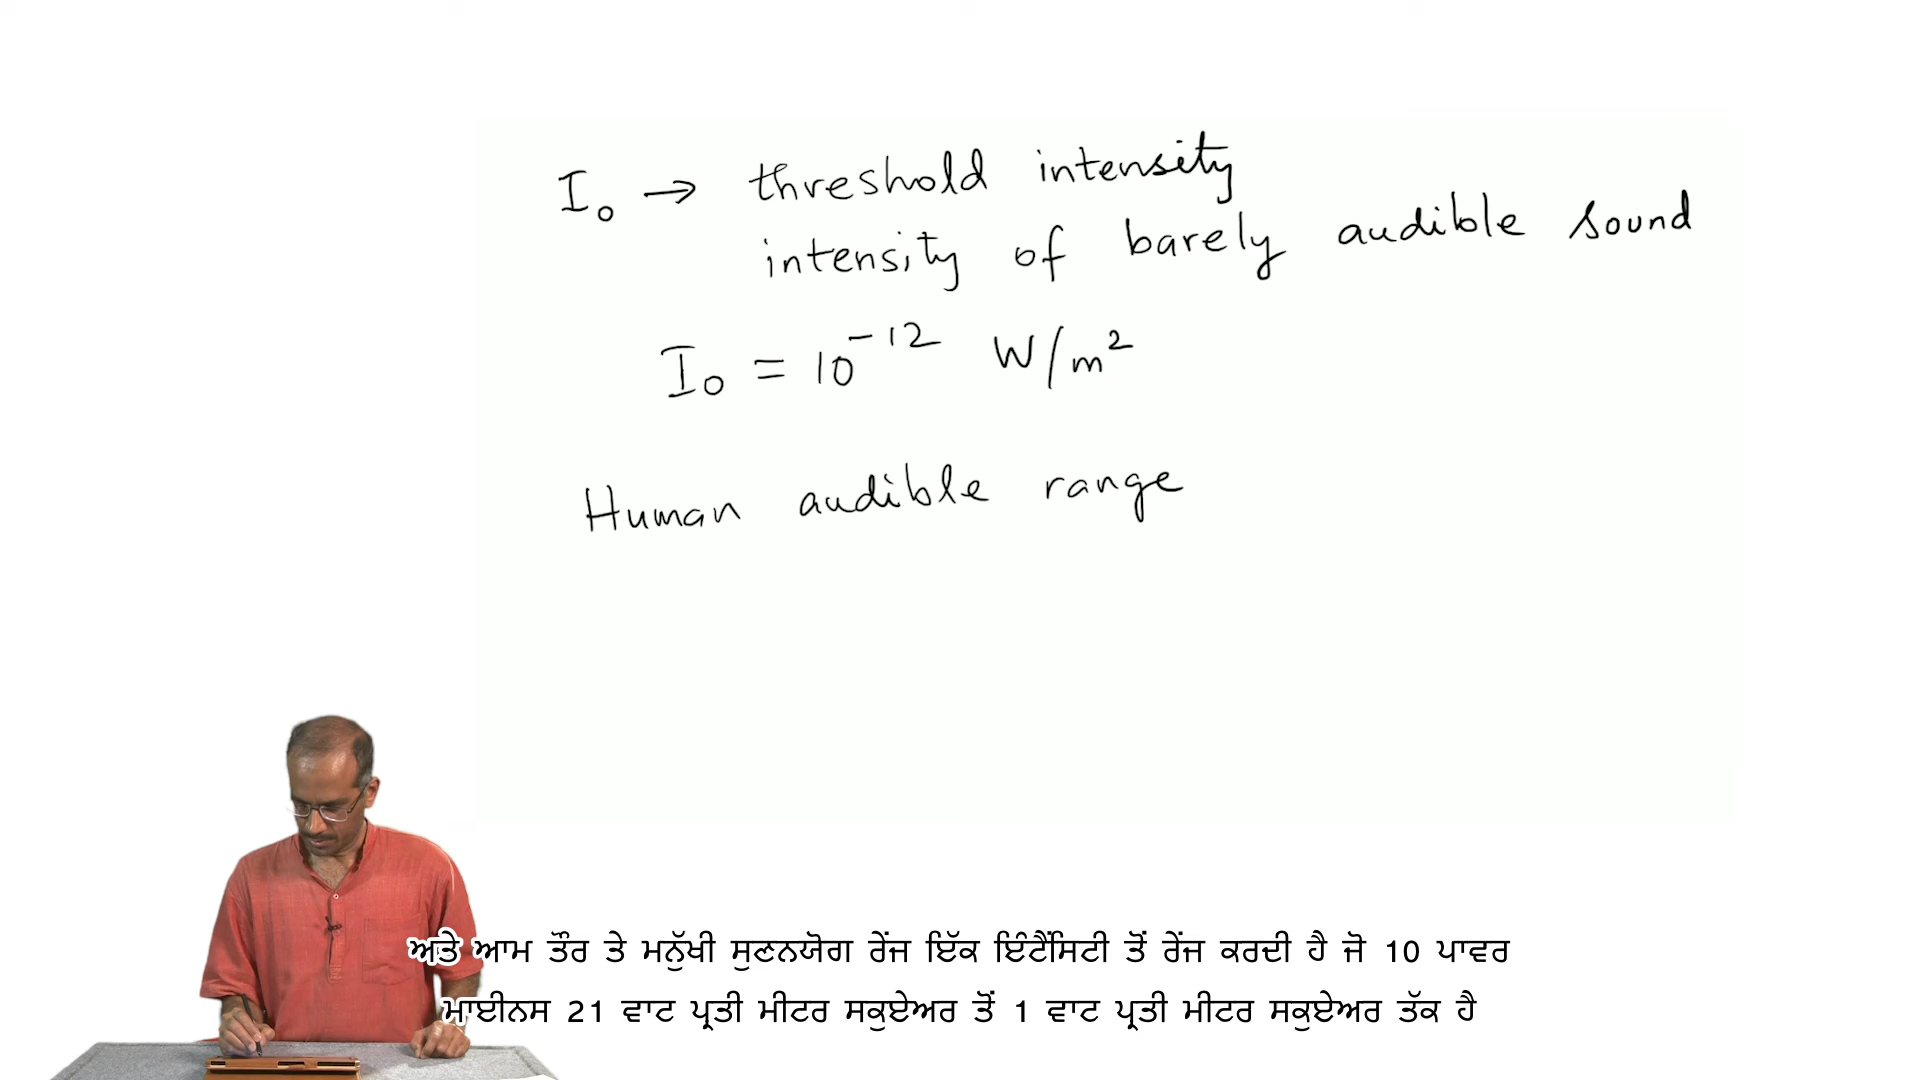 I₀ → threshold intensity
intensity of barely audible sound
I₀ = 10⁻¹² W/m²
Human audible range
ਅਤੇ ਆਮ ਤੌਰ ਤੇ ਮਨੁੱਖੀ ਸੁਣਨਯੋਗ ਰੇਂਜ ਇੱਕ ਇੰਟੈਂਸਿਟੀ ਤੋਂ ਰੇਂਜ ਕਰਦੀ ਹੈ ਜੋ 10 ਪਾਵਰ
ਮਾਈਨਸ 21 ਵਾਟ ਪ੍ਰਤੀ ਮੀਟਰ ਸਕੁਏਅਰ ਤੋਂ 1 ਵਾਟ ਪ੍ਰਤੀ ਮੀਟਰ ਸਕੁਏਅਰ ਤੱਕ ਹੈ